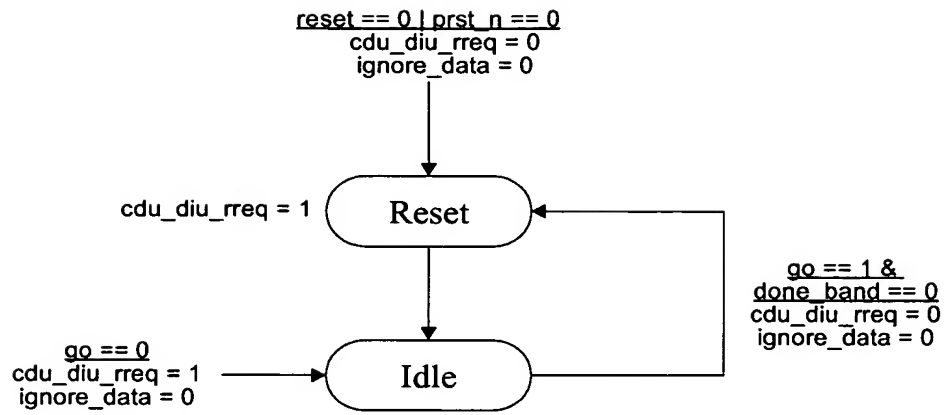 reset == 0 | prst_n == 0
cdu_diu_rreq = 0
ignore_data = 0
cdu_diu_rreq = 1
Reset
go == 1 &
done_band == 0
cdu_diu_rreq = 0
ignore_data = 0
go == 0
cdu_diu_rreq = 1
ignore_data = 0
Idle